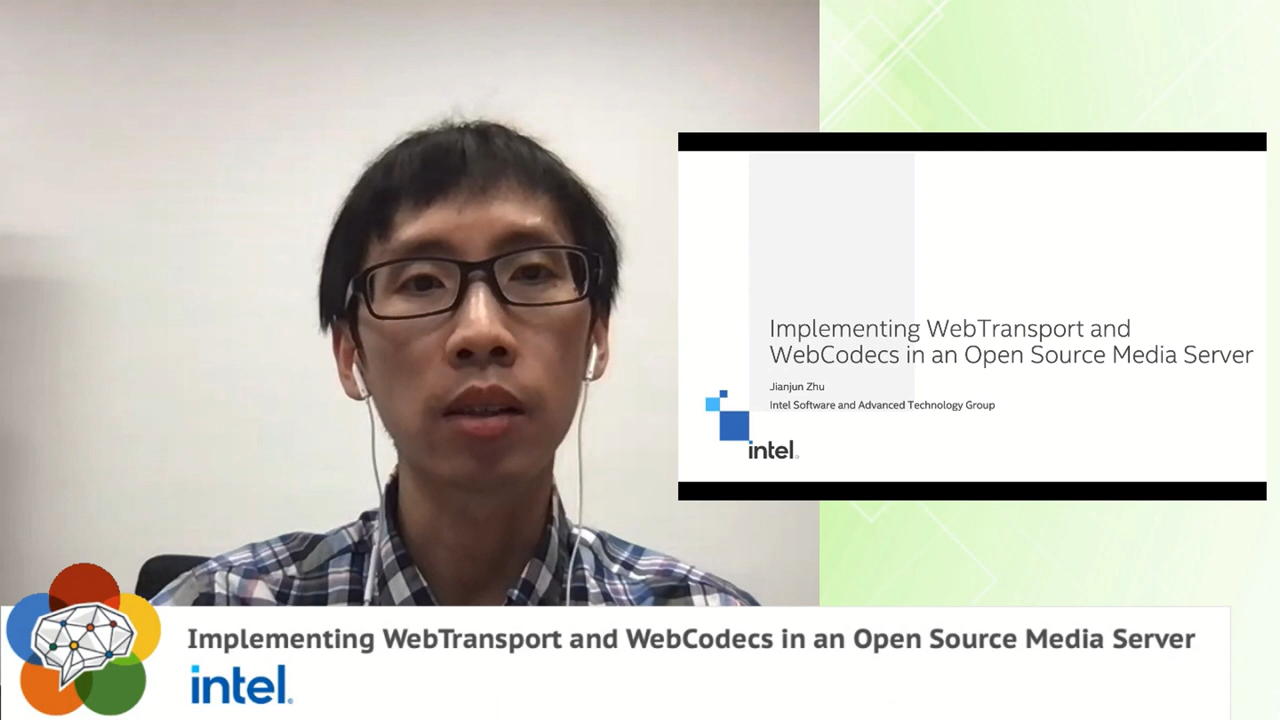 Implementing WebTransport and
WebCodecs in an Open Source Media Server
Jianjun Zhu
Intel Software and Advanced Technology Group
intel.
Implementing WebTransport and WebCodecs in an Open Source Media Server
intel.